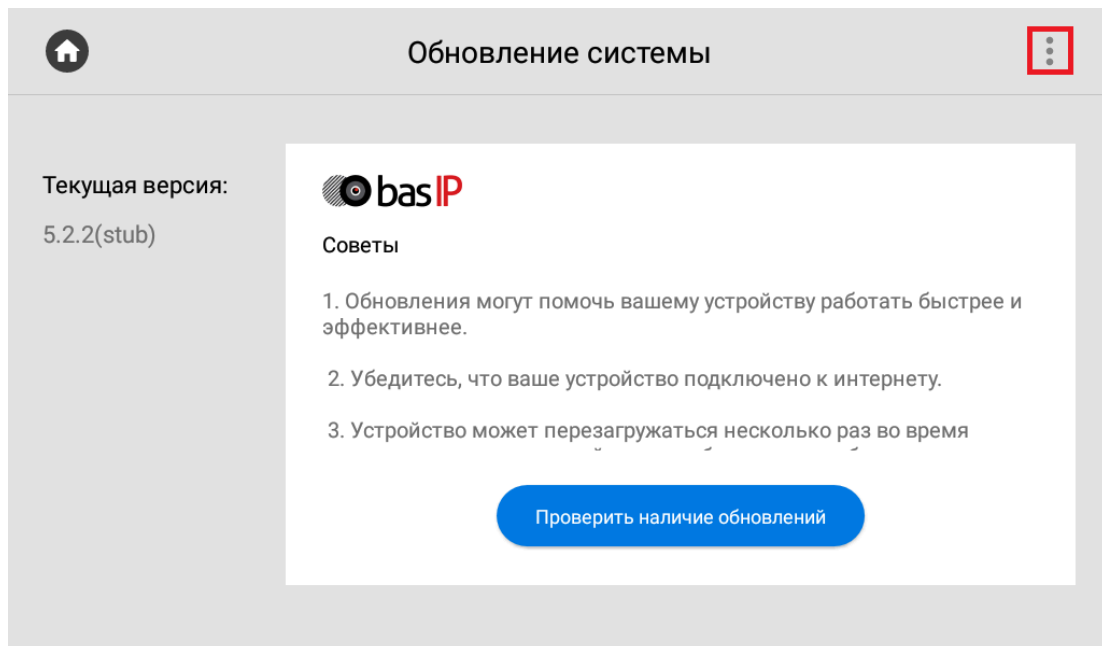 Обновление системы
Текущая версия:
5.2.2(stub)
bas IP
Советы
1. Обновления могут помочь вашему устройству работать быстрее и
эффективнее.
2. Убедитесь, что ваше устройство подключено к интернету.
3. Устройство может перезагружаться несколько раз во время
Проверить наличие обновлений